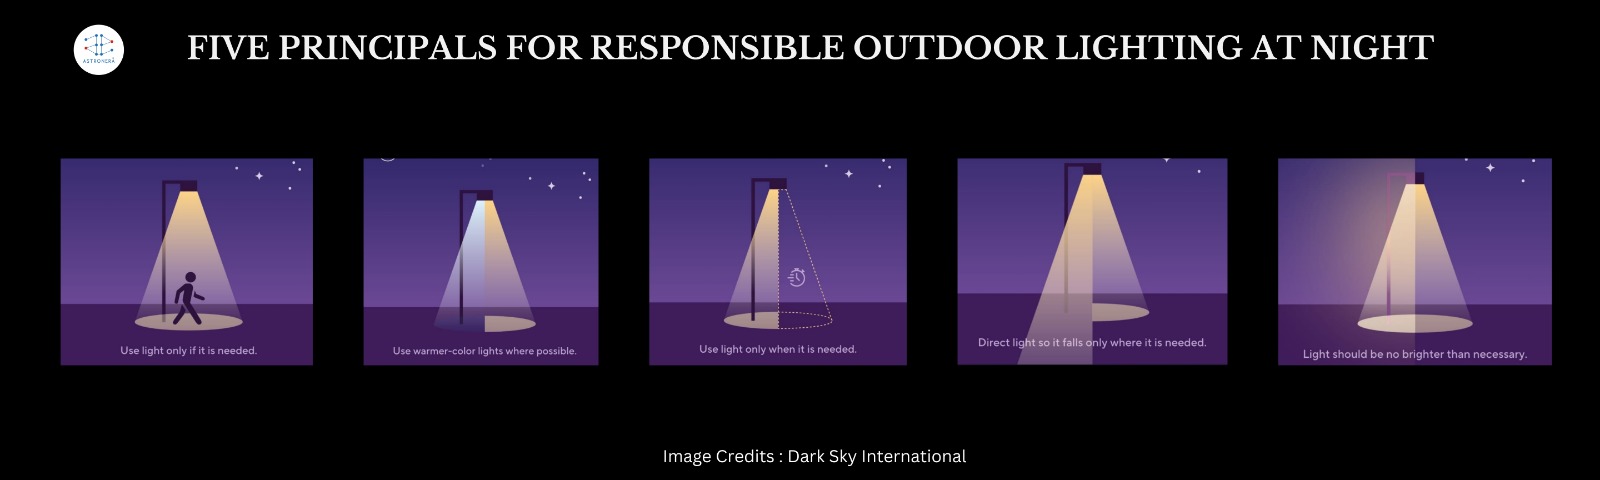 ASTRONERA
FIVE PRINCIPALS FOR RESPONSIBLE OUTDOOR LIGHTING AT NIGHT
Use light only if it is needed.
Use warmer-color lights where possible.
Use light only when it is needed.
Direct light so it falls only where it is needed.
Light should be no brighter than necessary.
Image Credits : Dark Sky International